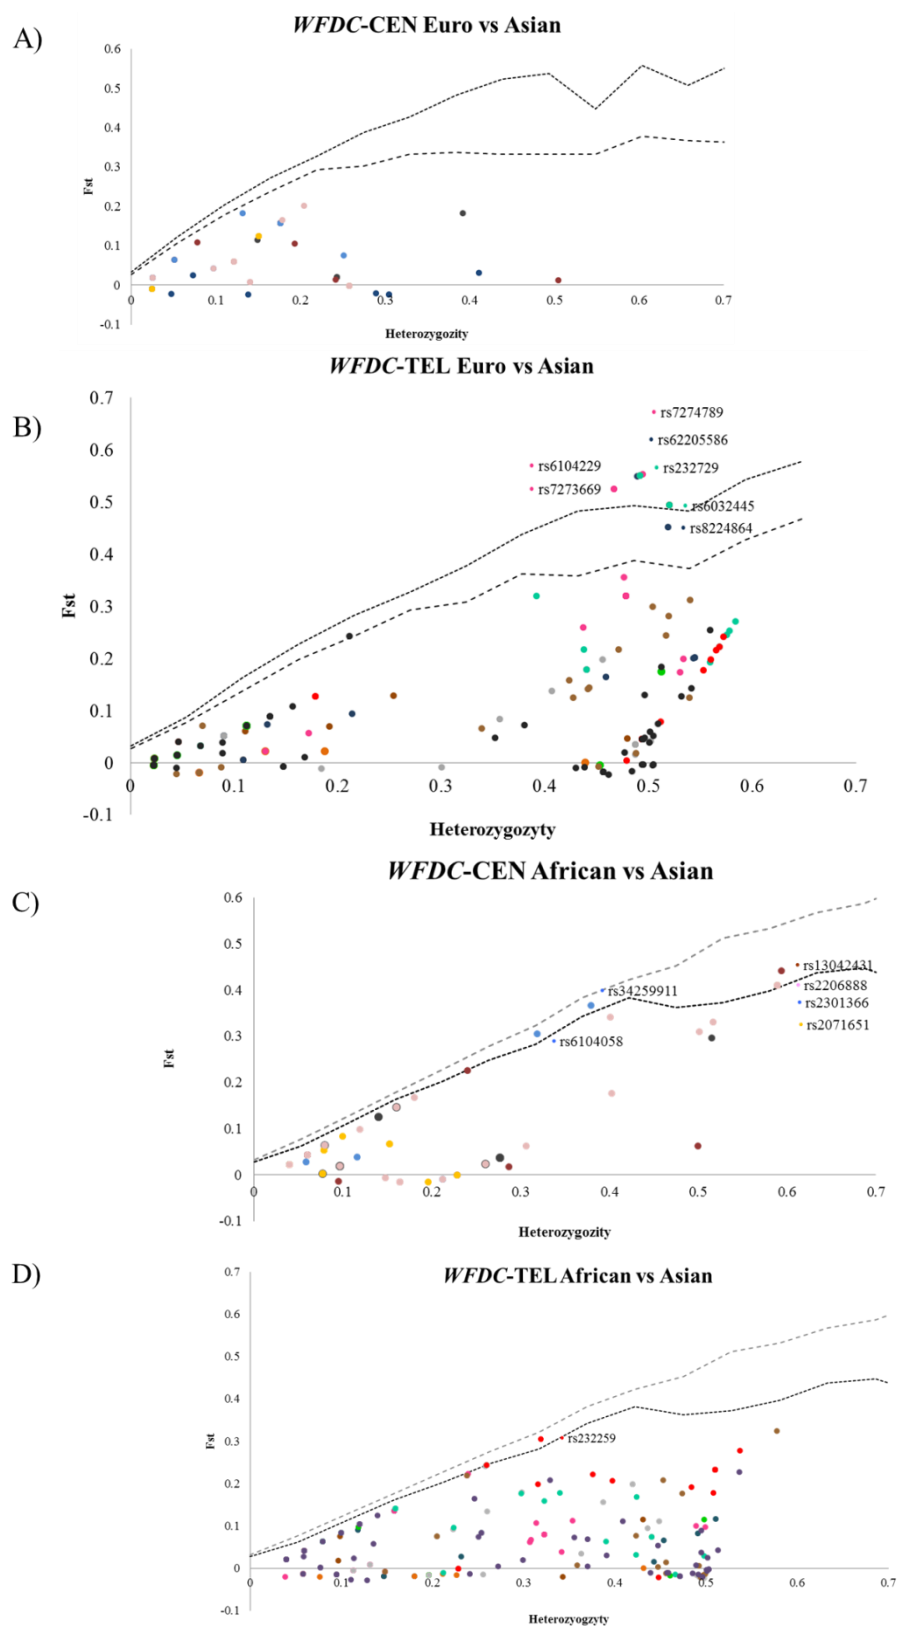 A)
WFDC-CEN Euro vs Asian
0.6
0.5
0.4
0.3
0.2
0.1
0
-0.1
Fst
0 0.1 0.2 0.3 0.4 0.5 0.6 0.7
Heterozygozity
B)
WFDC-TEL Euro vs Asian
0.7
0.6
0.5
0.4
0.3
0.2
0.1
0
-0.1
Fst
rs7274789
rs62205586
rs6104229
rs232729
rs7273669
rs6032445
rs8224864
0 0.1 0.2 0.3 0.4 0.5 0.6 0.7
Heterozygozyty
C)
WFDC-CEN African vs Asian
0.6
0.5
0.4
0.3
0.2
0.1
0
-0.1
Fst
rs13042431
rs2206888
rs34259911
rs2301366
rs2071651
rs6104058
0 0.1 0.2 0.3 0.4 0.5 0.6 0.7
Heterozygozity
D)
WFDC-TEL African vs Asian
0.7
0.6
0.5
0.4
0.3
0.2
0.1
0
-0.1
Fst
rs232259
0 0.1 0.2 0.3 0.4 0.5 0.6 0.7
Heterozyogzyty